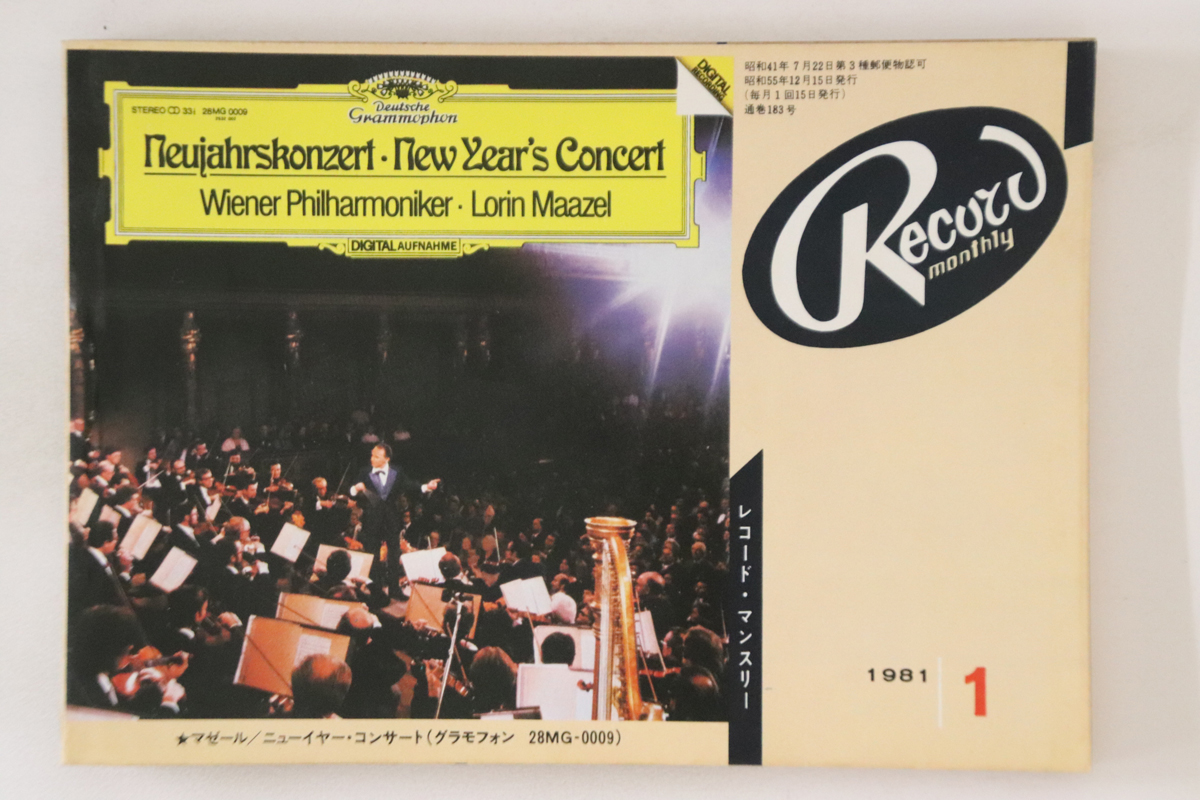 STEREO 33⅓ 28MG 0009
Deutsche
Grammophon
Neujahrskonzert · New Year's Concert
Wiener Philharmoniker · Lorin Maazel
DIGITAL AUFNAHME
DIGITAL
RECORDING
昭和41年7月22日第3種郵便物認可
昭和55年12月15日発行
(毎月1回15日発行)
通巻183号
Record
monthly
レコード・マンスリー
1981 1
★マゼール/ニューイヤー・コンサート(グラモフォン 28MG-0009)